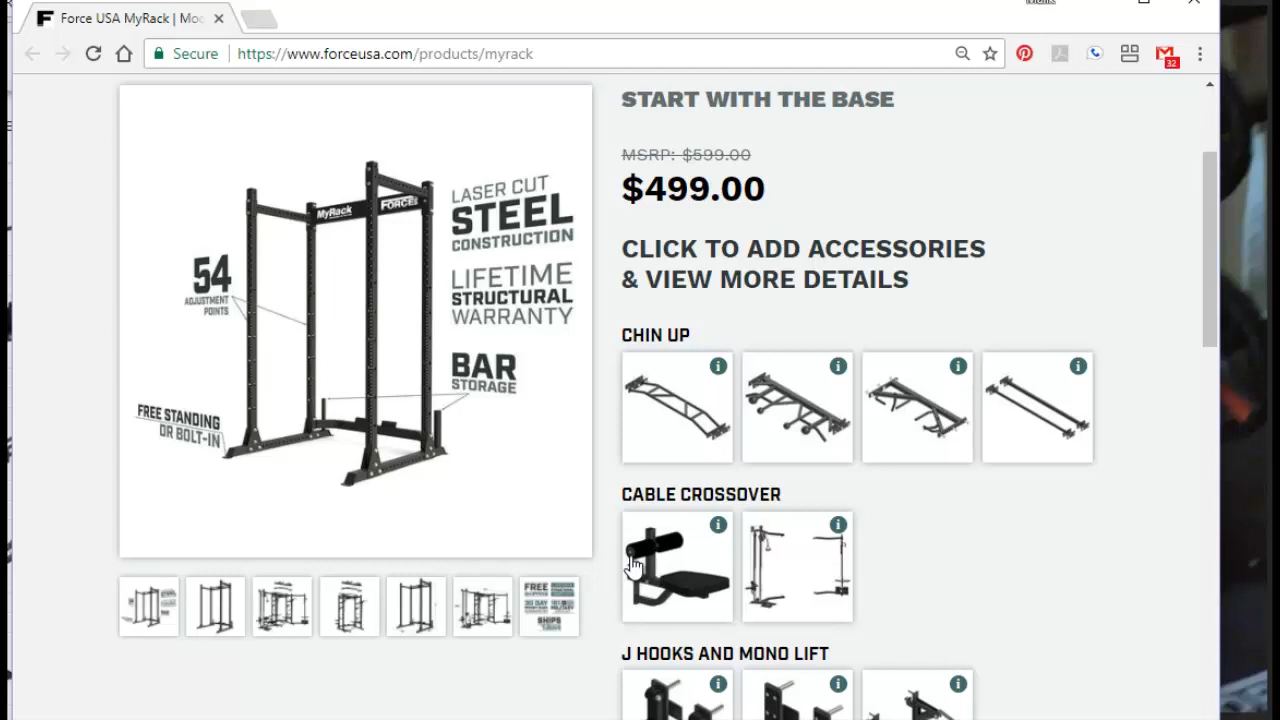 Force USA MyRack | Mod
Secure
https://www.forceusa.com/products/myrack
32
START WITH THE BASE
MSRP: $599.00
$499.00
CLICK TO ADD ACCESSORIES
& VIEW MORE DETAILS
LASER CUT
STEEL
CONSTRUCTION
LIFETIME
STRUCTURAL
WARRANTY
BAR
STORAGE
54
ADJUSTMENT
POINTS
FREE STANDING
OR BOLT-IN
MyRack
FORCE
CHIN UP
i
i
i
i
CABLE CROSSOVER
i
i
J HOOKS AND MONO LIFT
i
i
i
FREE
SHIPS